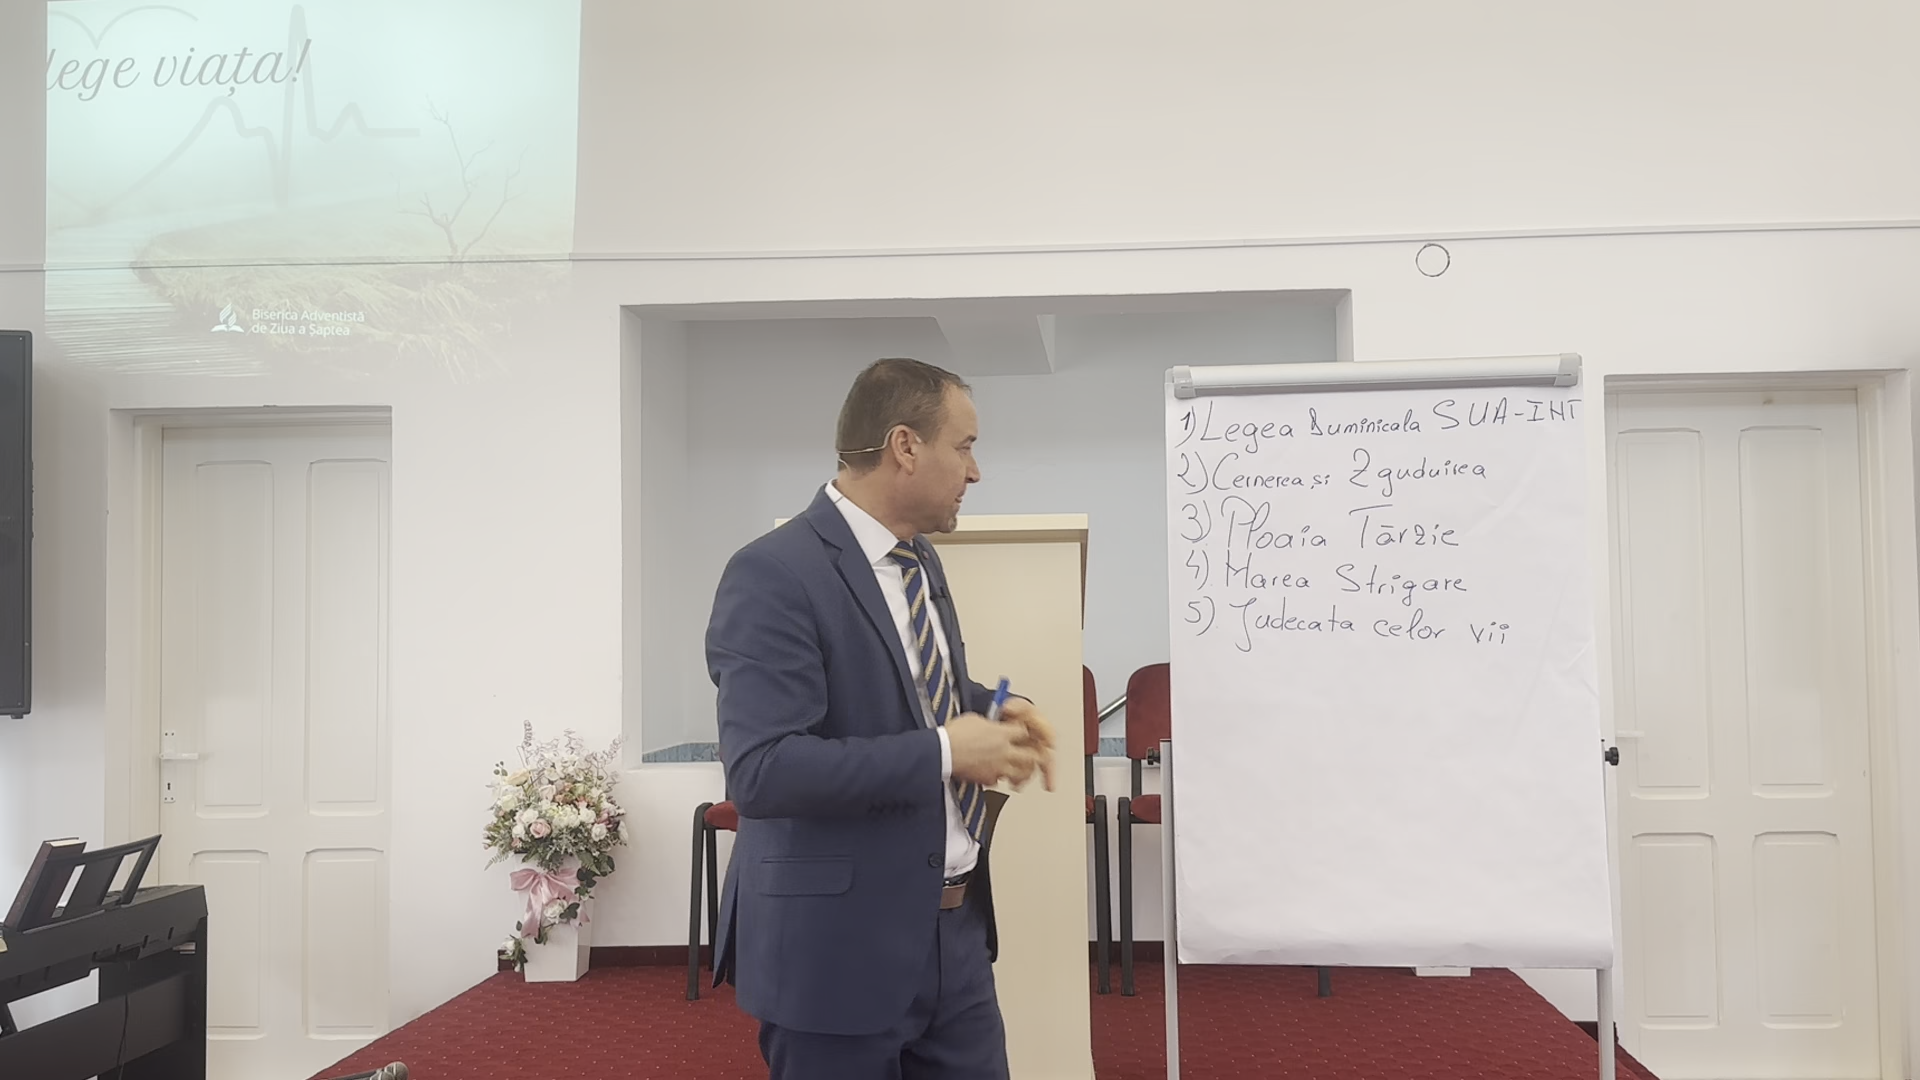 lege viața!
Biserica Adventistă
de Ziua a Șaptea
1) Legea Duminicala SUA-INT
2) Cernerea și Zguduirea
3) Ploaia Târzie
4). Marea Strigare
5). Judecata celor vii